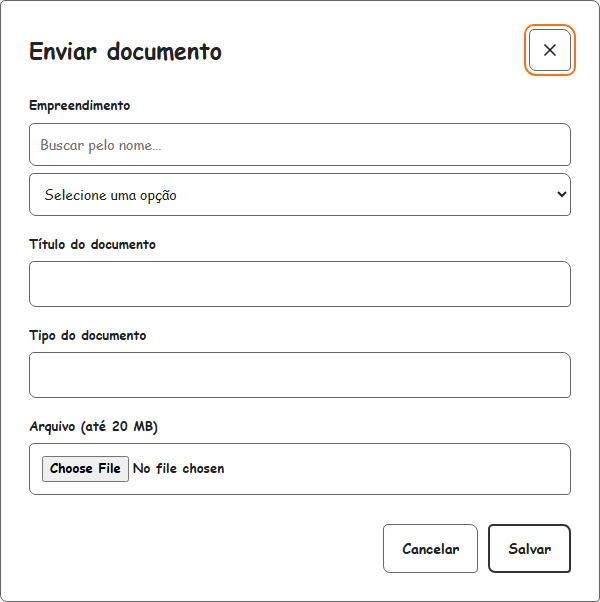 Enviar documento
Empreendimento
Buscar pelo nome...
Selecione uma opção
Título do documento
Tipo do documento
Arquivo (até 20 MB)
Choose File No file chosen
Cancelar Salvar